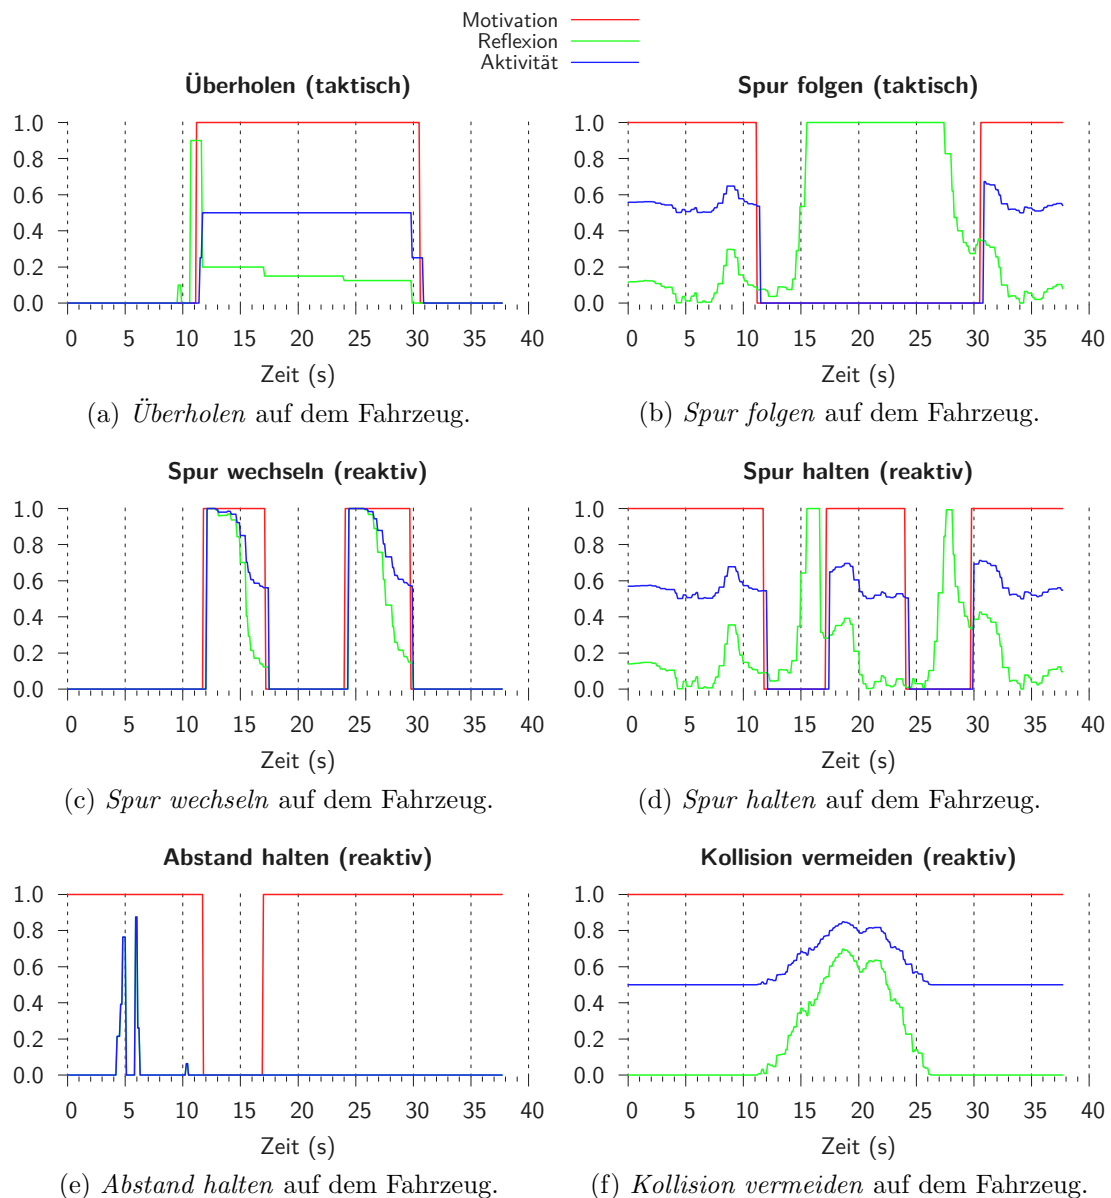 Motivation
Reflexion
Aktivität
Überholen (taktisch)
Spur folgen (taktisch)
1.0
0.8
0.6
0.4
0.2
0.0
0 5 10 15 20 25 30 35 40
Zeit (s)
1.0
0.8
0.6
0.4
0.2
0.0
0 5 10 15 20 25 30 35 40
Zeit (s)
(a) Überholen auf dem Fahrzeug.
(b) Spur folgen auf dem Fahrzeug.
Spur wechseln (reaktiv)
Spur halten (reaktiv)
1.0
0.8
0.6
0.4
0.2
0.0
0 5 10 15 20 25 30 35 40
Zeit (s)
1.0
0.8
0.6
0.4
0.2
0.0
0 5 10 15 20 25 30 35 40
Zeit (s)
(c) Spur wechseln auf dem Fahrzeug.
(d) Spur halten auf dem Fahrzeug.
Abstand halten (reaktiv)
Kollision vermeiden (reaktiv)
1.0
0.8
0.6
0.4
0.2
0.0
0 5 10 15 20 25 30 35 40
Zeit (s)
1.0
0.8
0.6
0.4
0.2
0.0
0 5 10 15 20 25 30 35 40
Zeit (s)
(e) Abstand halten auf dem Fahrzeug.
(f) Kollision vermeiden auf dem Fahrzeug.